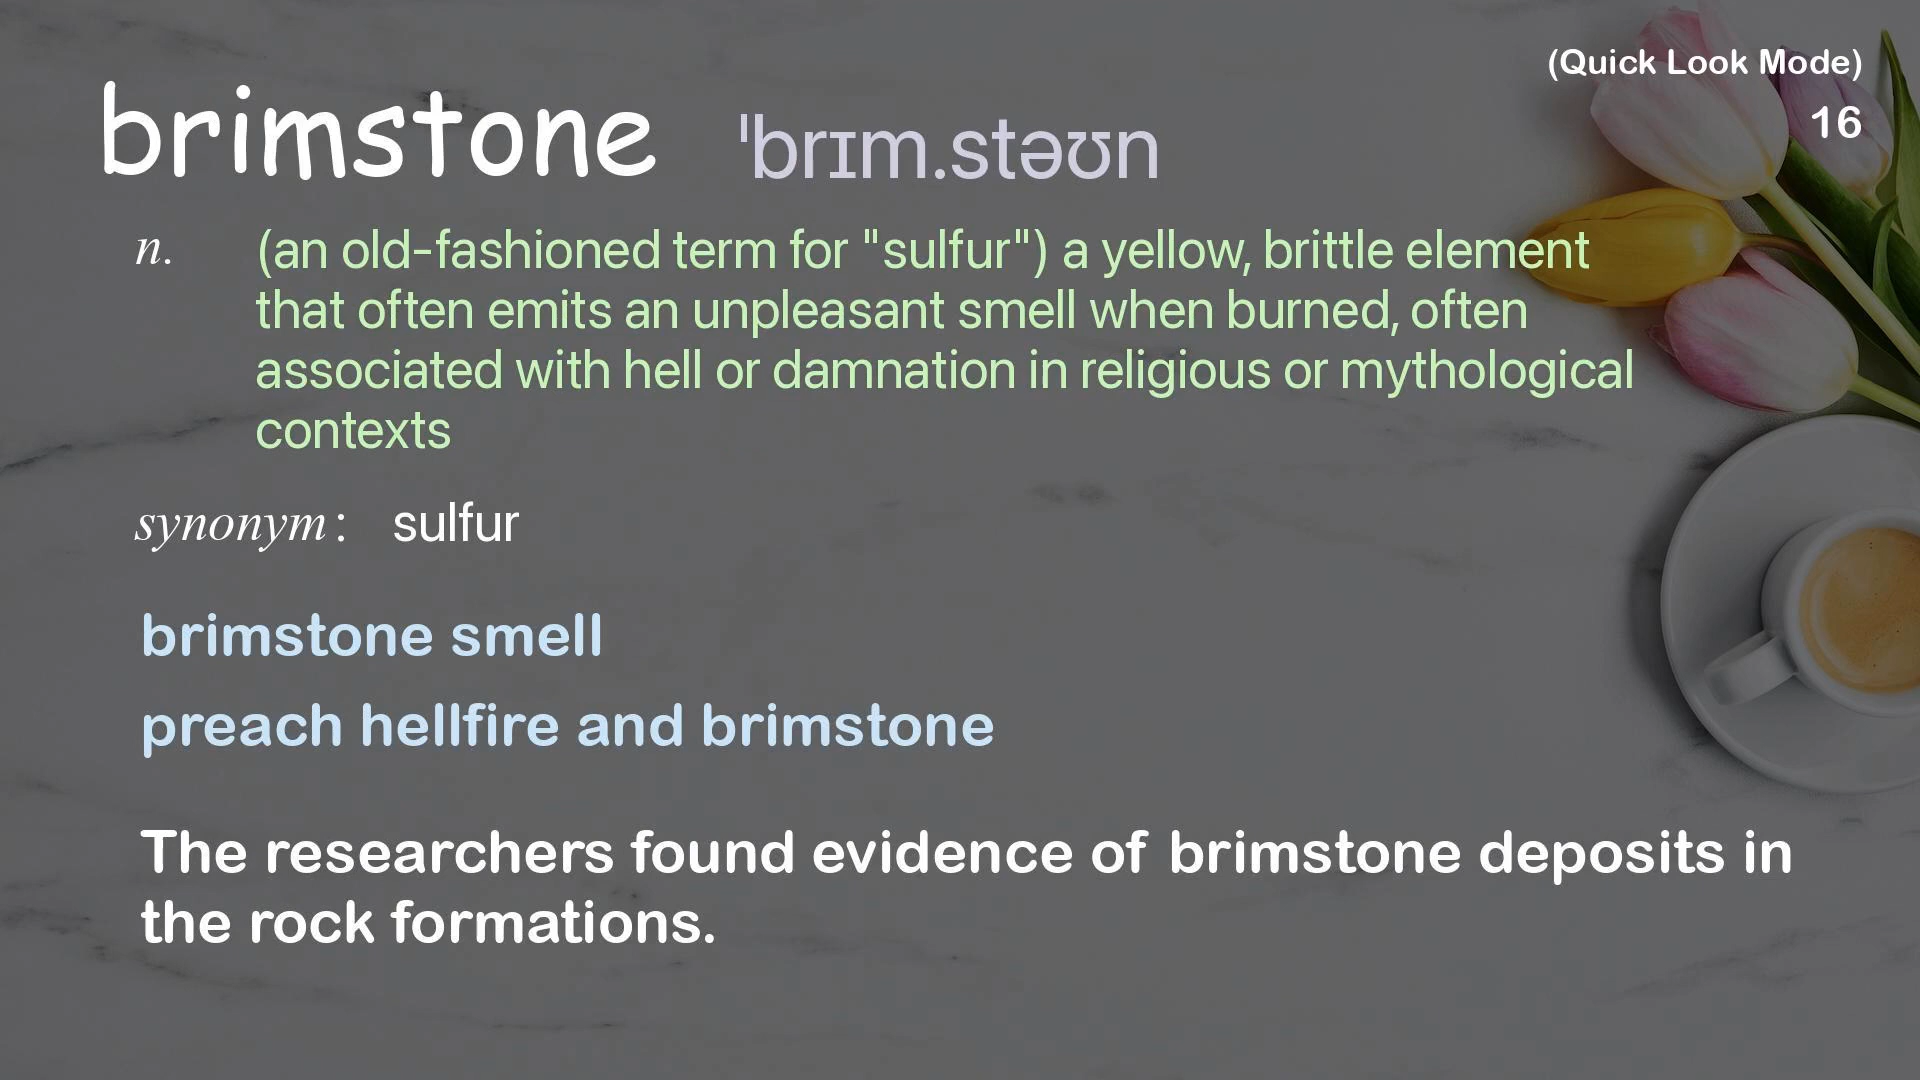 (Quick Look Mode)
16
brimstone ˈbrɪm.stəʊn
n. (an old-fashioned term for "sulfur") a yellow, brittle element
that often emits an unpleasant smell when burned, often
associated with hell or damnation in religious or mythological
contexts
synonym: sulfur
brimstone smell
preach hellfire and brimstone
The researchers found evidence of brimstone deposits in
the rock formations.